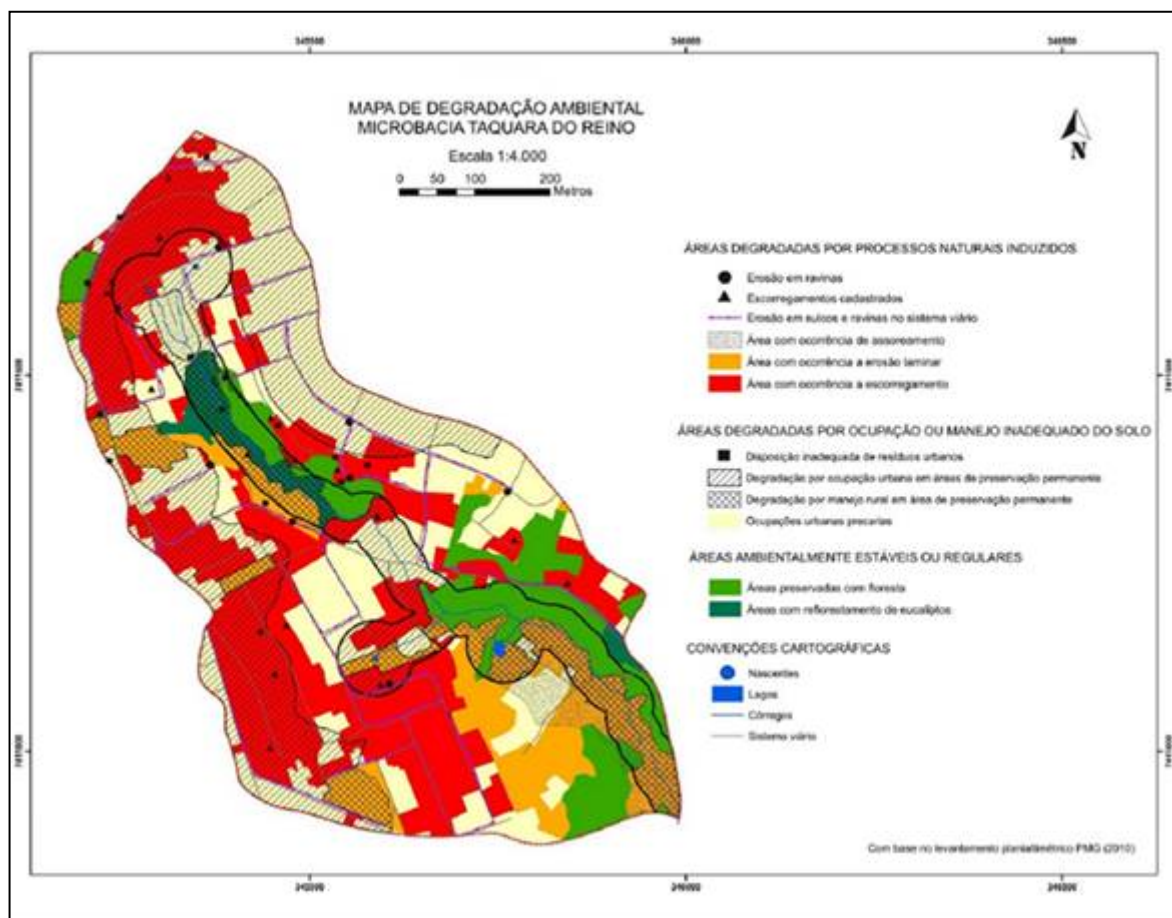 345500 346000 346500
MAPA DE DEGRADAÇÃO AMBIENTAL
MICROBACIA TAQUARA DO REINO
Escala 1:4.000
0 50 100 200
Metros
N
ÁREAS DEGRADADAS POR PROCESSOS NATURAIS INDUZIDOS
Erosão em ravinas
Escorregamentos cadastrados
Erosão em sulcos e ravinas no sistema viário
Área com ocorrência de assoreamento
Área com ocorrência a erosão laminar
Área com ocorrência a escorregamento
ÁREAS DEGRADADAS POR OCUPAÇÃO OU MANEJO INADEQUADO DO SOLO
Disposição inadequada de resíduos urbanos
Degradação por ocupação urbana em áreas de preservação permanente
Degradação por manejo rural em área de preservação permanente
Ocupações urbanas precarias
ÁREAS AMBIENTALMENTE ESTÁVEIS OU REGULARES
Áreas preservadas com floresta
Áreas com reflorestamento de eucaliptos
CONVENÇÕES CARTOGRÁFICAS
Nascentes
Lagos
Córregos
Sistema viário
Com base no levantamento planialtimétrico PMG (2010)